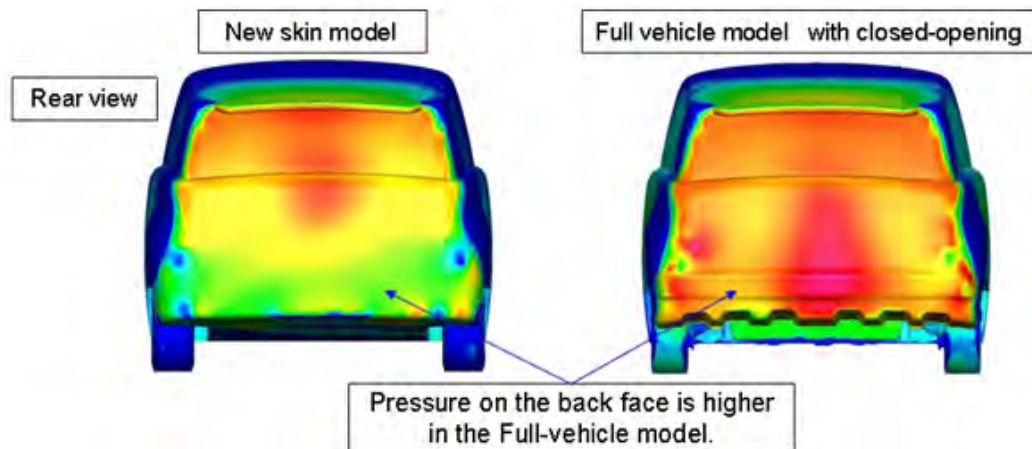 New skin model
Full vehicle model with closed-opening
Rear view
Pressure on the back face is higher
in the Full-vehicle model.